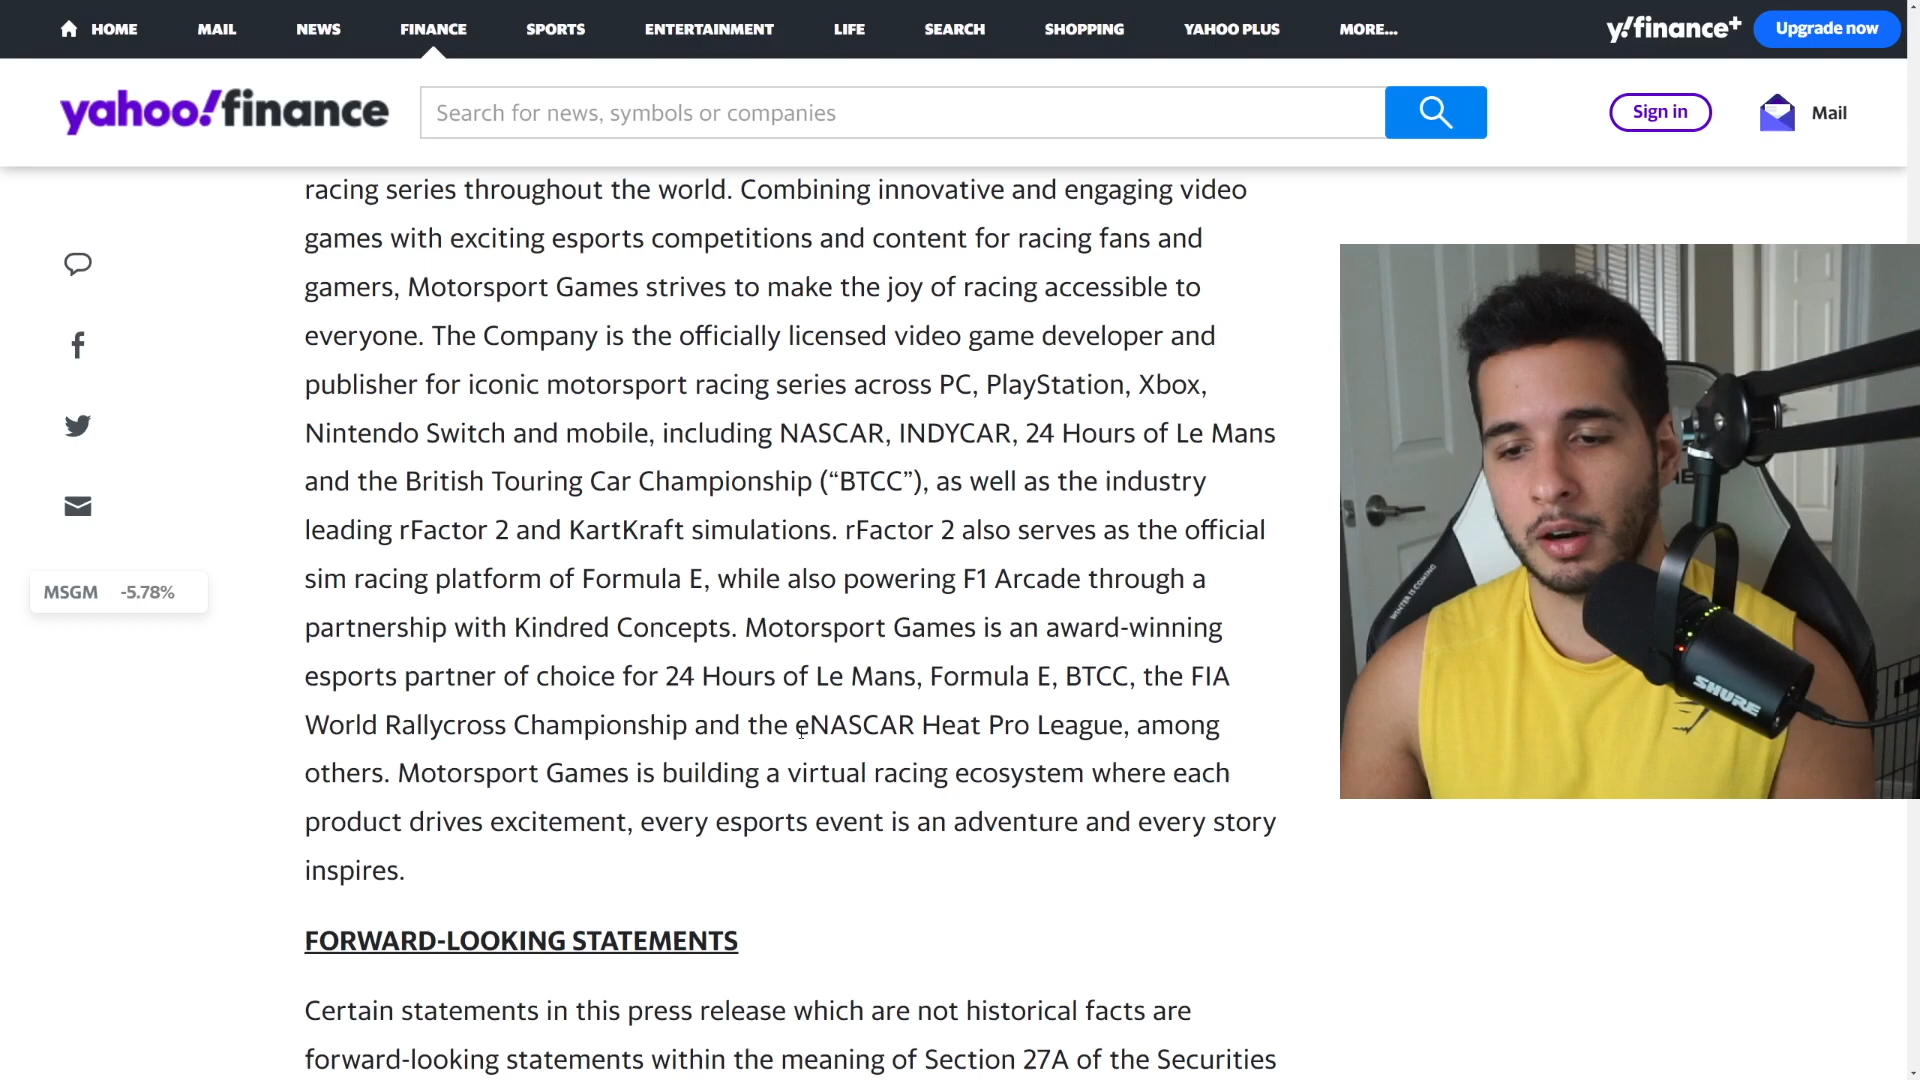 HOME MAIL NEWS FINANCE SPORTS ENTERTAINMENT LIFE SEARCH SHOPPING YAHOO PLUS MORE... y!finance+ Upgrade now
yahoo!finance Search for news, symbols or companies Sign in Mail
racing series throughout the world. Combining innovative and engaging video
games with exciting esports competitions and content for racing fans and
gamers, Motorsport Games strives to make the joy of racing accessible to
everyone. The Company is the officially licensed video game developer and
publisher for iconic motorsport racing series across PC, PlayStation, Xbox,
Nintendo Switch and mobile, including NASCAR, INDYCAR, 24 Hours of Le Mans
and the British Touring Car Championship (“BTCC”), as well as the industry
leading rFactor 2 and KartKraft simulations. rFactor 2 also serves as the official
sim racing platform of Formula E, while also powering F1 Arcade through a
partnership with Kindred Concepts. Motorsport Games is an award-winning
esports partner of choice for 24 Hours of Le Mans, Formula E, BTCC, the FIA
World Rallycross Championship and the eNASCAR Heat Pro League, among
others. Motorsport Games is building a virtual racing ecosystem where each
product drives excitement, every esports event is an adventure and every story
inspires.
FORWARD-LOOKING STATEMENTS
Certain statements in this press release which are not historical facts are
forward-looking statements within the meaning of Section 27A of the Securities
MSGM -5.78%
WINTER IS COMING
SHURE